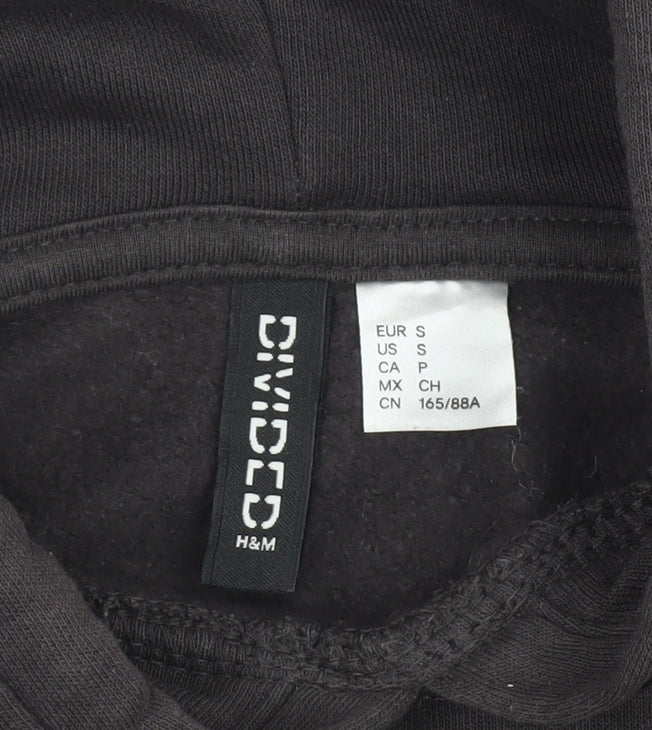 DIVIDED
H&M
EUR S
US S
CA P
MX CH
CN 165/88A